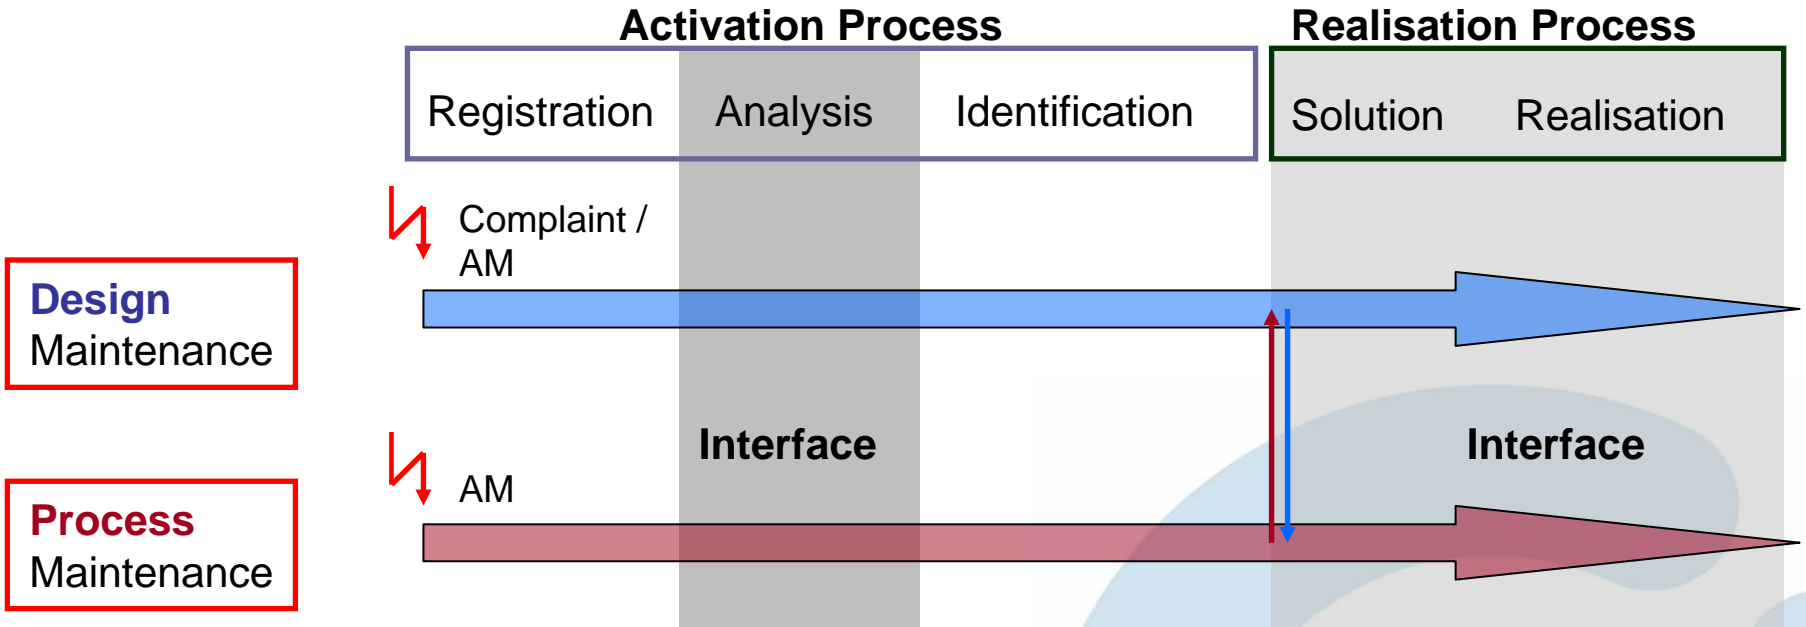 Activation Process
Realisation Process
Registration
Analysis
Identification
Solution
Realisation
Complaint /
AM
Design
Maintenance
Interface
Interface
AM
Process
Maintenance